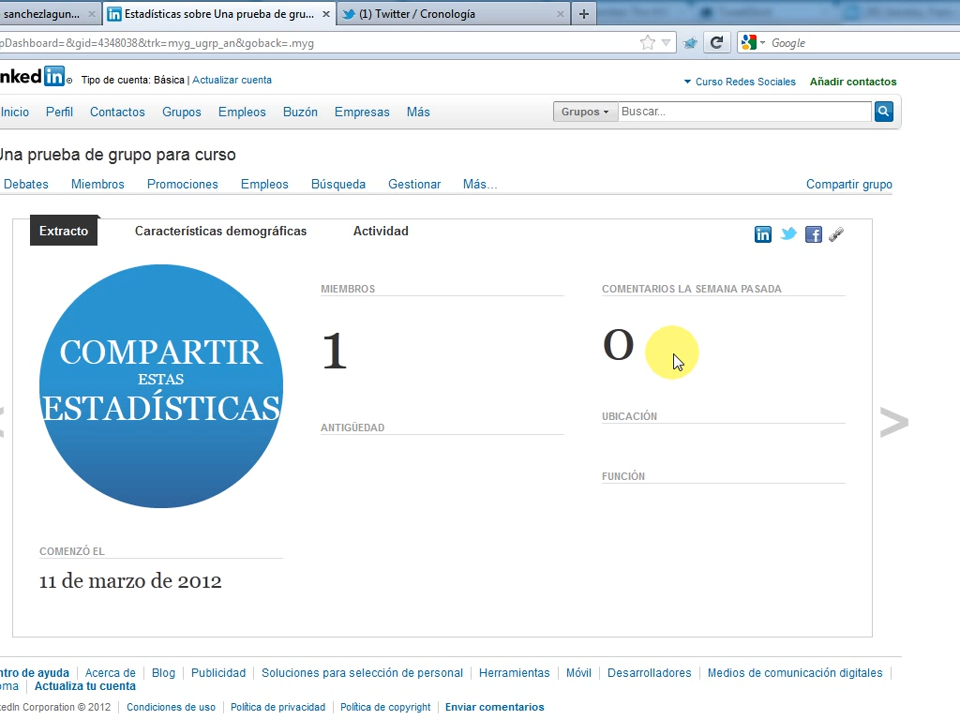 sanchezlagun...
Estadísticas sobre Una prueba de gru...
(1) Twitter / Cronología
pDashboard=&gid=4348038&trk=myg_ugrp_an&goback=.myg
Google
nked in
Tipo de cuenta: Básica | Actualizar cuenta
Curso Redes Sociales
Añadir contactos
Inicio Perfil Contactos Grupos Empleos Buzón Empresas Más
Grupos
Buscar...
Una prueba de grupo para curso
Debates Miembros Promociones Empleos Búsqueda Gestionar Más...
Compartir grupo
Extracto Características demográficas Actividad
COMPARTIR
ESTAS
ESTADÍSTICAS
MIEMBROS
1
COMENTARIOS LA SEMANA PASADA
0
ANTIGÜEDAD
UBICACIÓN
FUNCIÓN
COMENZÓ EL
11 de marzo de 2012
ntro de ayuda Acerca de Blog Publicidad Soluciones para selección de personal Herramientas Móvil Desarrolladores Medios de comunicación digitales
oma Actualiza tu cuenta
kedIn Corporation © 2012 Condiciones de uso Política de privacidad Política de copyright Enviar comentarios